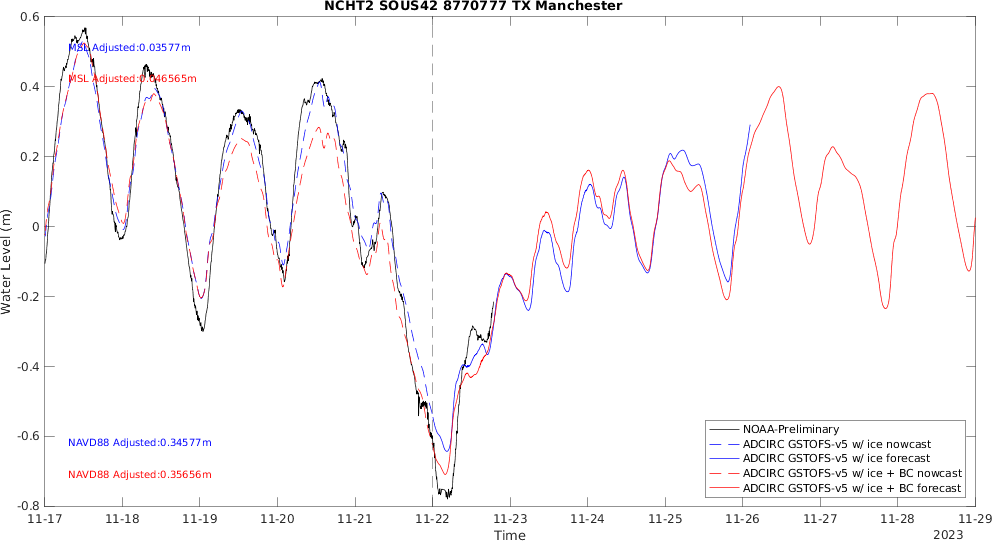 NCHT2 SOUS42 8770777 TX Manchester
0.6
MSL Adjusted:0.03577m
MSL Adjusted:0.046565m
0.4
0.2
0
-0.2
-0.4
-0.6
-0.8
Water Level (m)
NAVD88 Adjusted:0.34577m
NAVD88 Adjusted:0.35656m
NOAA-Preliminary
ADCIRC GSTOFS-v5 w/ ice nowcast
ADCIRC GSTOFS-v5 w/ ice forecast
ADCIRC GSTOFS-v5 w/ ice + BC nowcast
ADCIRC GSTOFS-v5 w/ ice + BC forecast
11-17 11-18 11-19 11-20 11-21 11-22 11-23 11-24 11-25 11-26 11-27 11-28 11-29
Time
2023